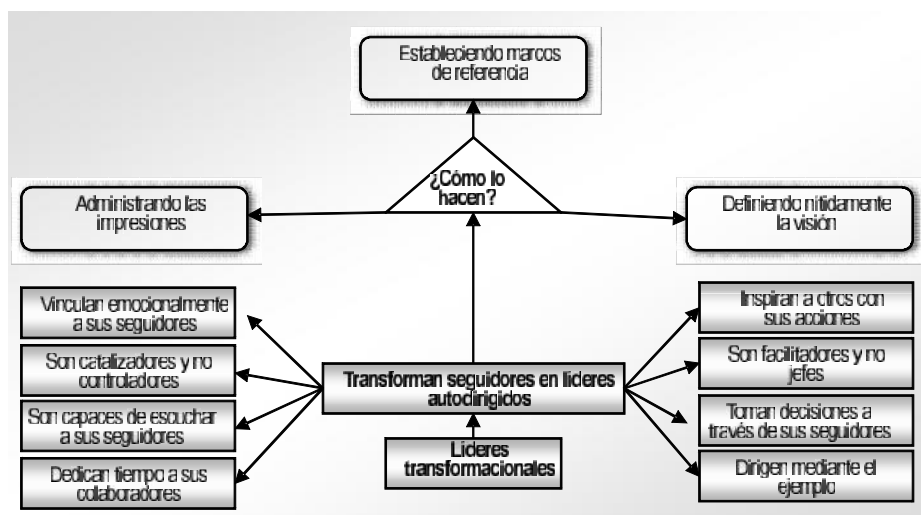 Estableciendo marcos
de referencia
¿Cómo lo
hacen?
Administrando las
impresiones
Definiendo nítidamente
la visión
Vinculan emocionalmente
a sus seguidores
Son catalizadores y no
controladores
Son capaces de escuchar
a sus seguidores
Dedican tiempo a sus
colaboradores
Transforman seguidores en lideres
autodirigidos
Lideres
transformacionales
Inspiran a otros con
sus acciones
Son facilitadores y no
jefes
Toman decisiones a
través de sus seguidores
Dirigen mediante el
ejemplo